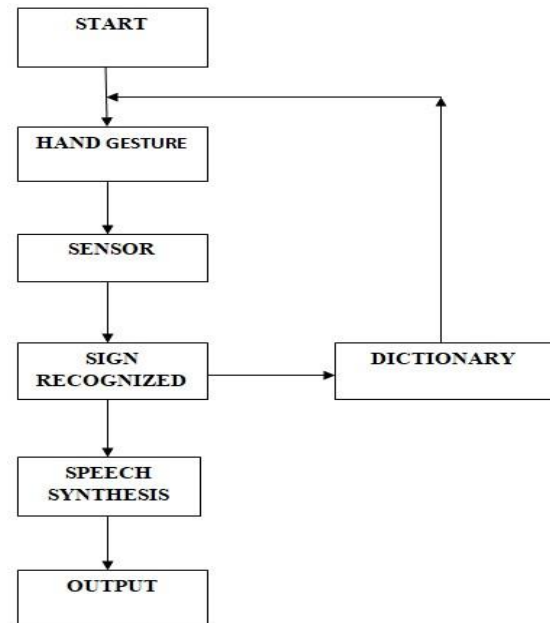 START
HAND GESTURE
SENSOR
SIGN
RECOGNIZED
DICTIONARY
SPEECH
SYNTHESIS
OUTPUT